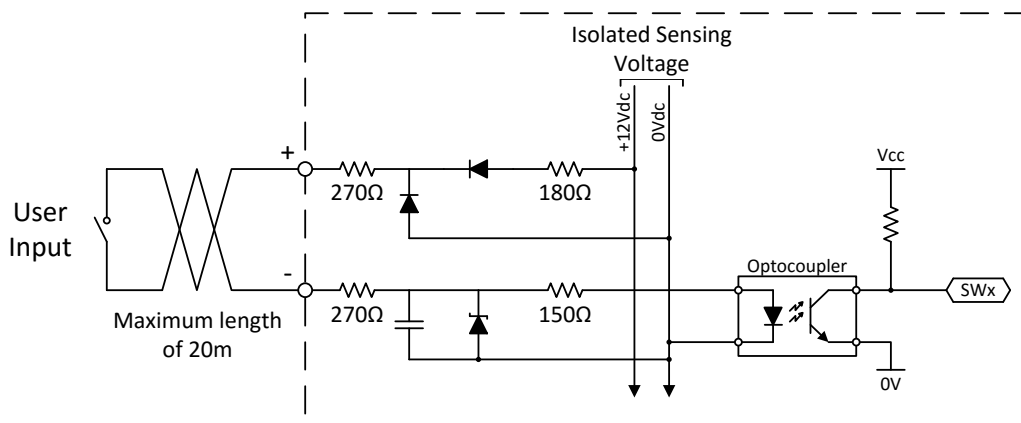 Isolated Sensing
Voltage
+12Vdc
0Vdc
Vcc
+
270Ω
180Ω
User
Input
-
Optocoupler
SWx
270Ω
150Ω
Maximum length
of 20m
0V